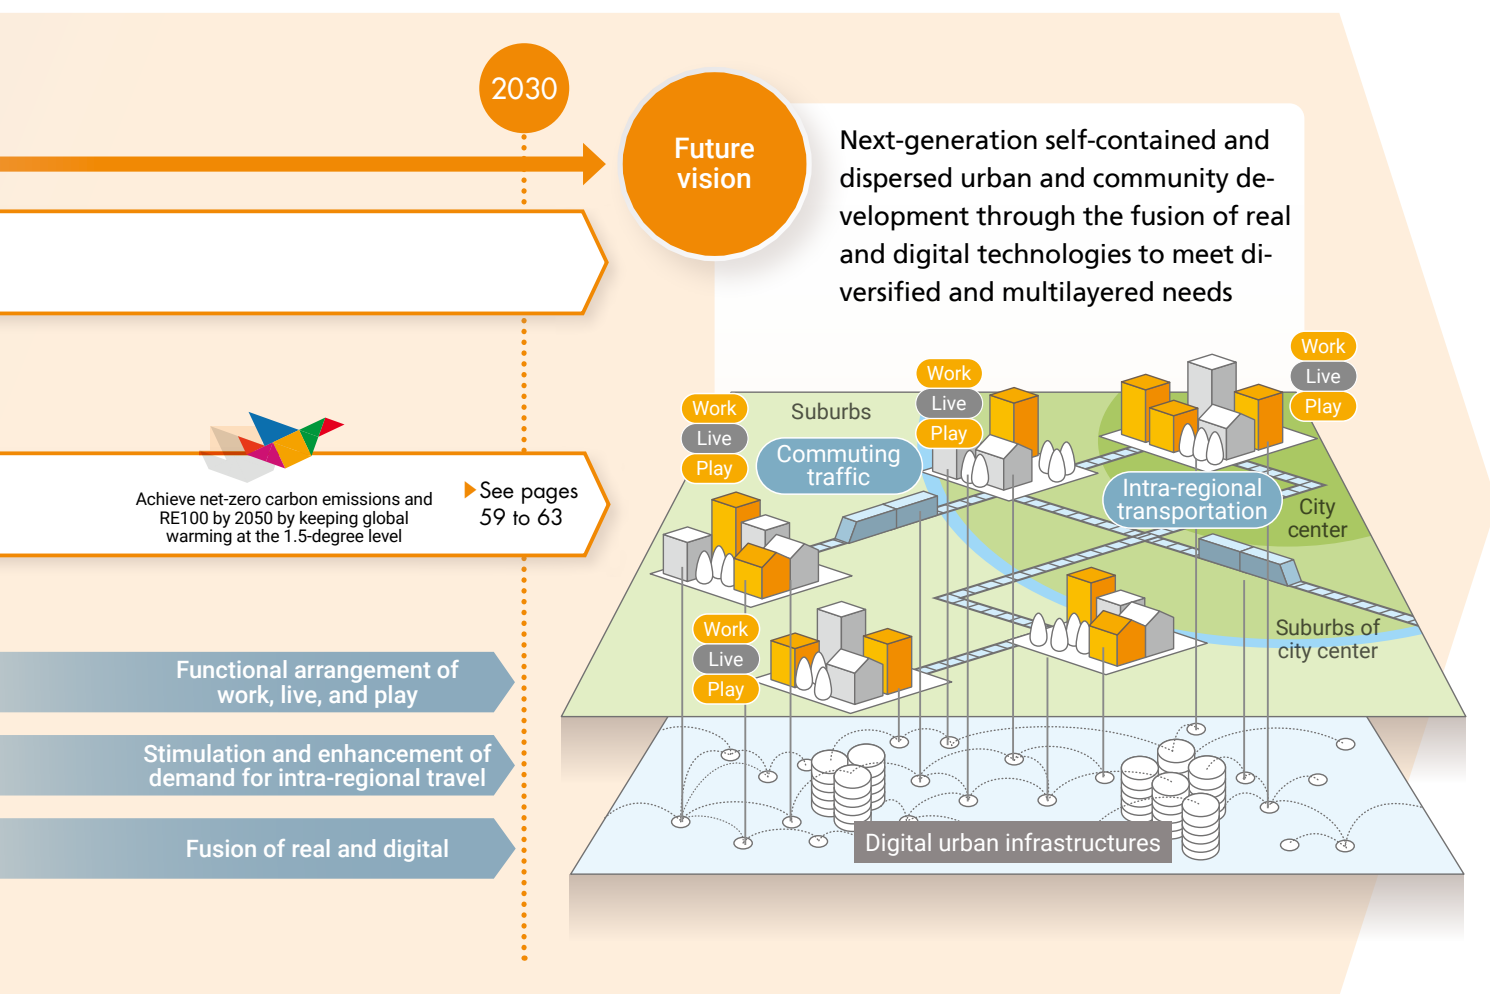 2030
Future
vision
Next-generation self-contained and
dispersed urban and community de-
velopment through the fusion of real
and digital technologies to meet di-
versified and multilayered needs
Achieve net-zero carbon emissions and
RE100 by 2050 by keeping global
warming at the 1.5-degree level
See pages
59 to 63
Functional arrangement of
work, live, and play
Stimulation and enhancement of
demand for intra-regional travel
Fusion of real and digital
Work
Live
Play
Suburbs
Commuting
traffic
Work
Live
Play
Work
Live
Play
Intra-regional
transportation
City
center
Suburbs of
city center
Work
Live
Play
Digital urban infrastructures